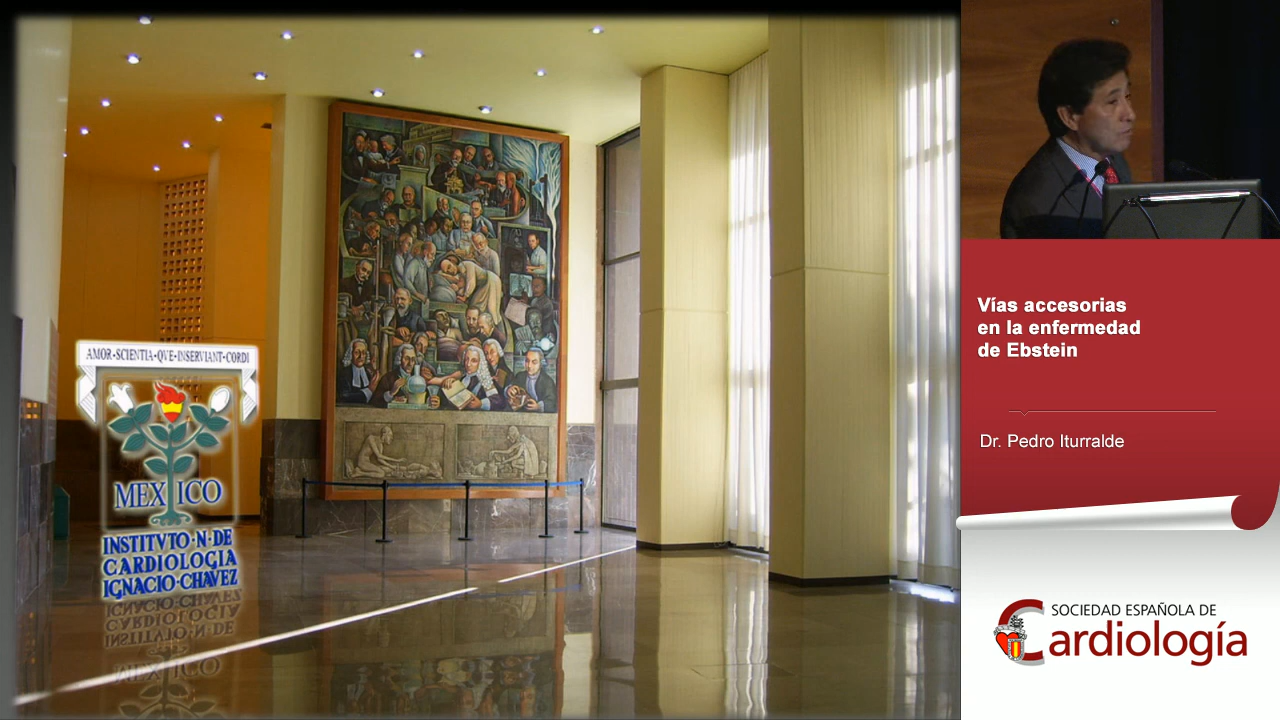 AMOR·SCIENTIA·QVE·INSERVIANT·CORDI
MEXICO
INSTITVTO·N·DE
CARDIOLOGIA
IGNACIO·CHAVEZ
Vías accesorias
en la enfermedad
de Ebstein
Dr. Pedro Iturralde
SOCIEDAD ESPAÑOLA DE
Cardiología